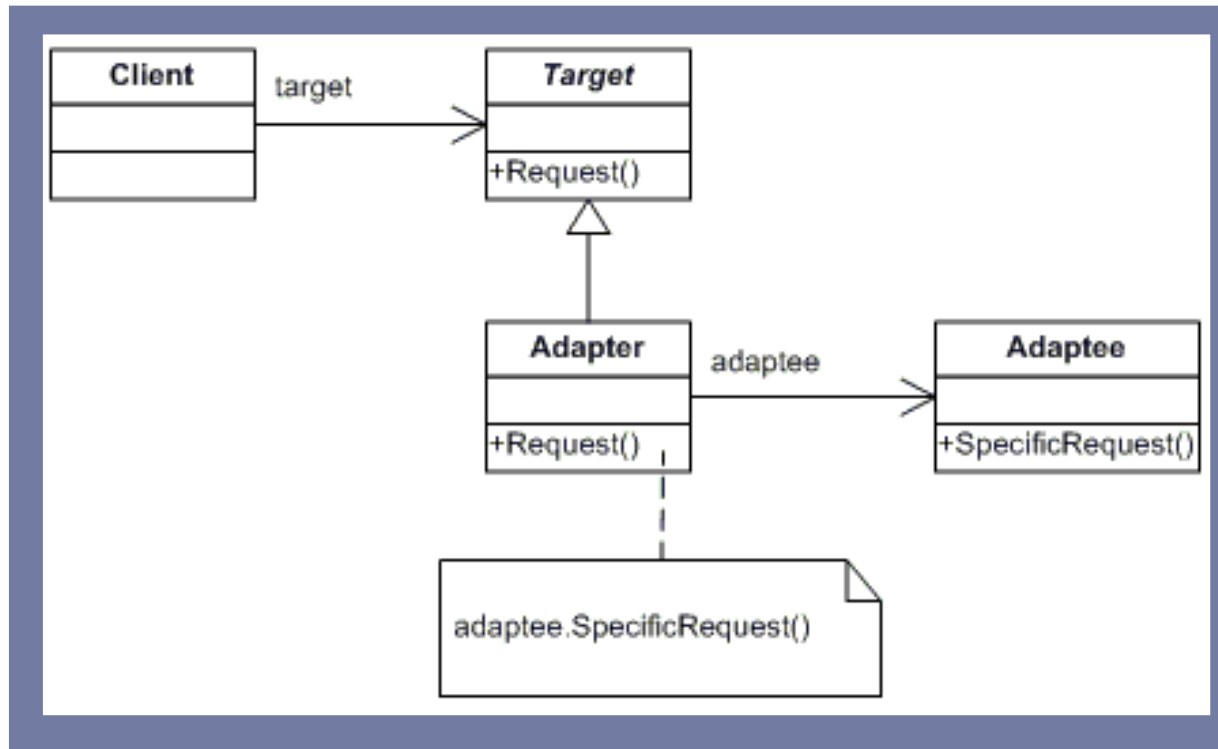 Client
target
Target
+Request()
Adapter
adaptee
Adaptee
+Request()
+SpecificRequest()
adaptee.SpecificRequest()